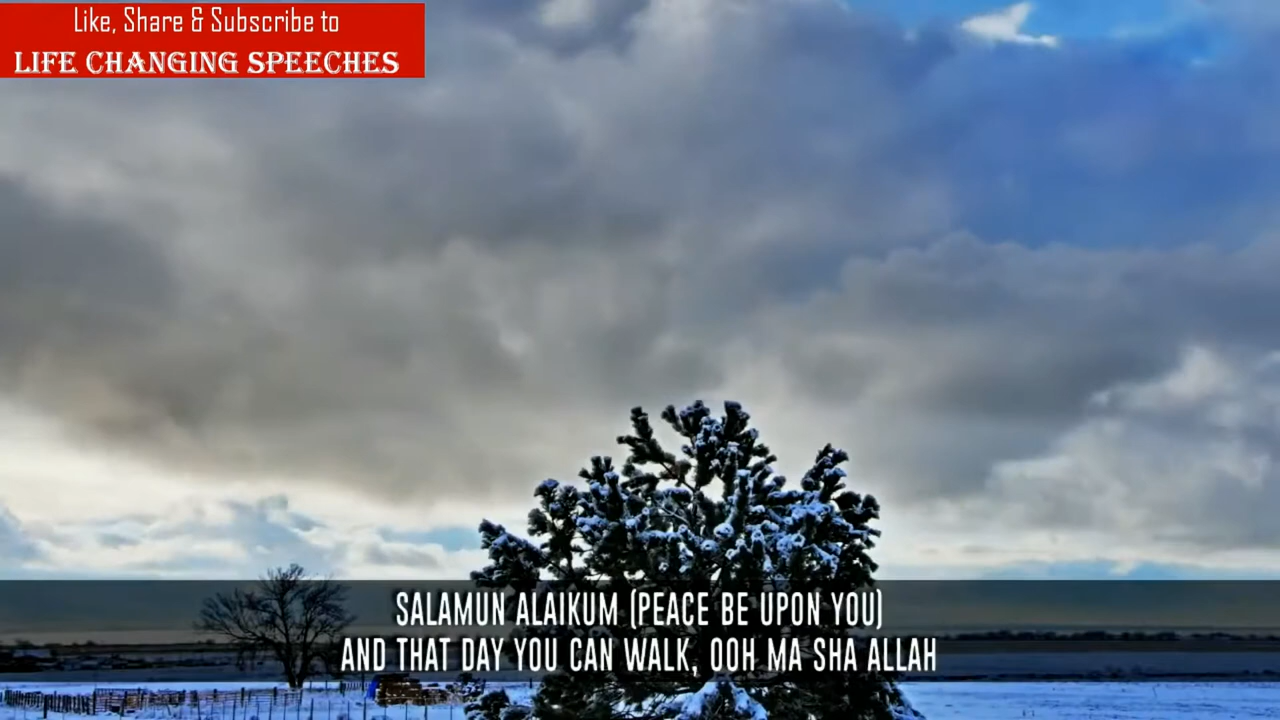 Like, Share & Subscribe to
LIFE CHANGING SPEECHES
SALAMUN ALAIKUM (PEACE BE UPON YOU)
AND THAT DAY YOU CAN WALK, OOH MA SHA ALLAH